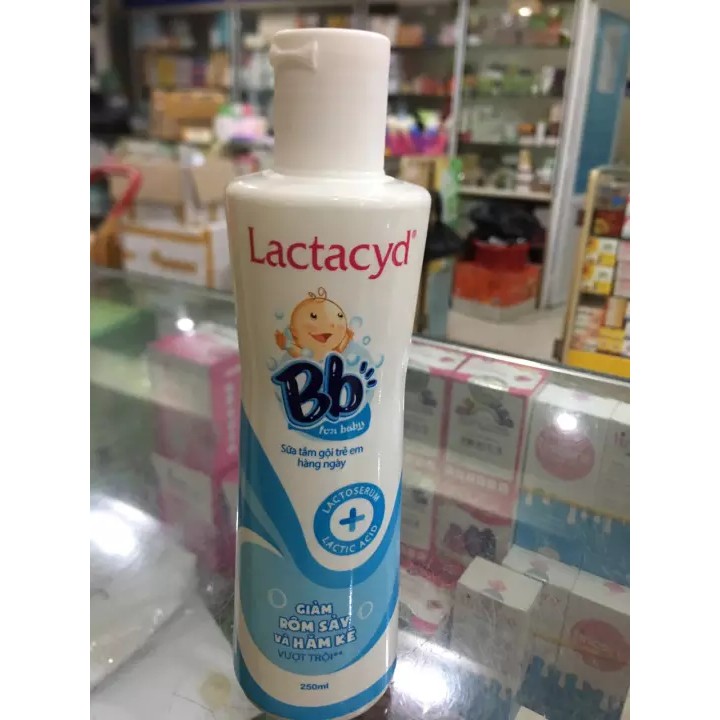 Lactacyd®
Bb
for baby
Sữa tắm gội trẻ em
hàng ngày
LACTOSERUM
+
LACTIC ACID
GIẢM
RÔM SẢY
VÀ HĂM KẼ
VƯỢT TRỘI**
250ml